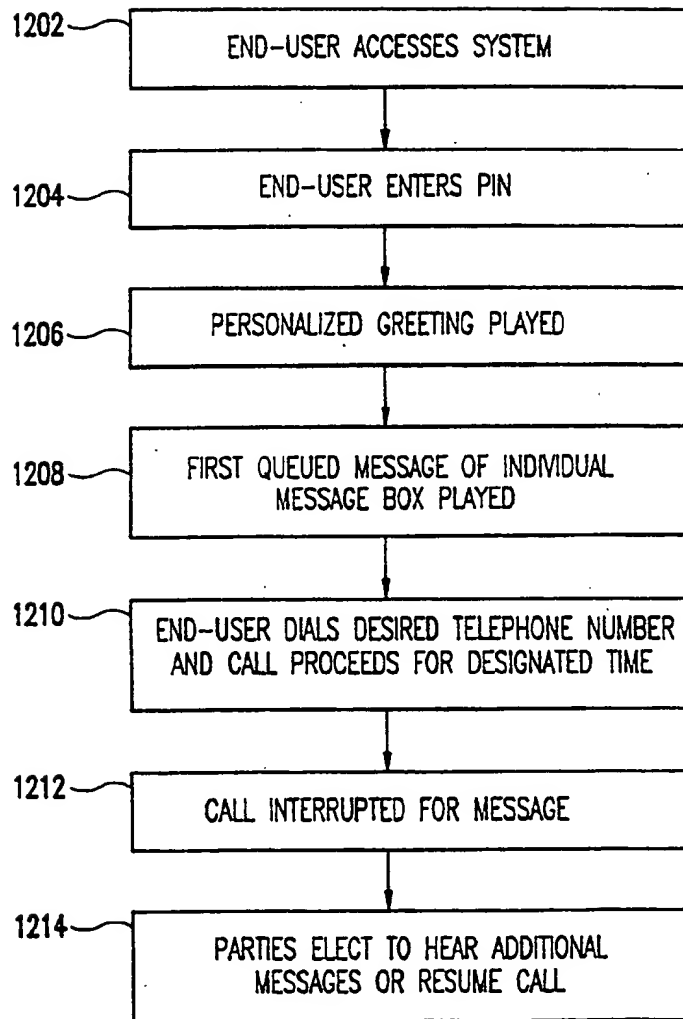 1202
END-USER ACCESSES SYSTEM
1204
END-USER ENTERS PIN
1206
PERSONALIZED GREETING PLAYED
1208
FIRST QUEUED MESSAGE OF INDIVIDUAL
MESSAGE BOX PLAYED
1210
END-USER DIALS DESIRED TELEPHONE NUMBER
AND CALL PROCEEDS FOR DESIGNATED TIME
1212
CALL INTERRUPTED FOR MESSAGE
1214
PARTIES ELECT TO HEAR ADDITIONAL
MESSAGES OR RESUME CALL